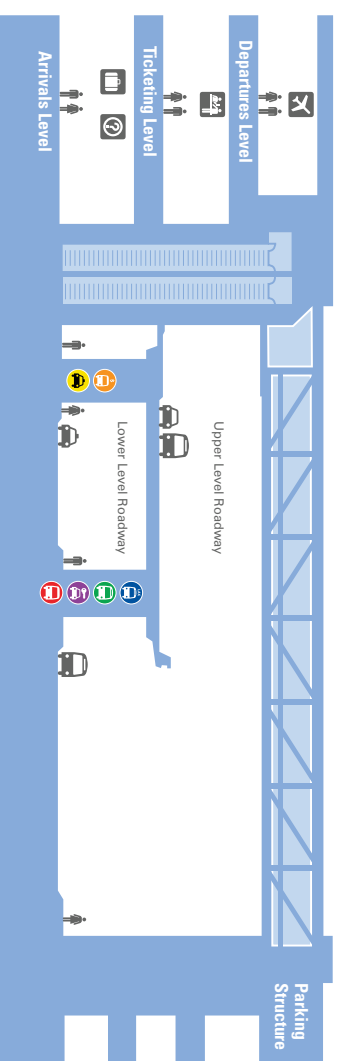 Departures Level
Ticketing Level
Arrivals Level
Upper Level Roadway
Lower Level Roadway
Parking
Structure
?